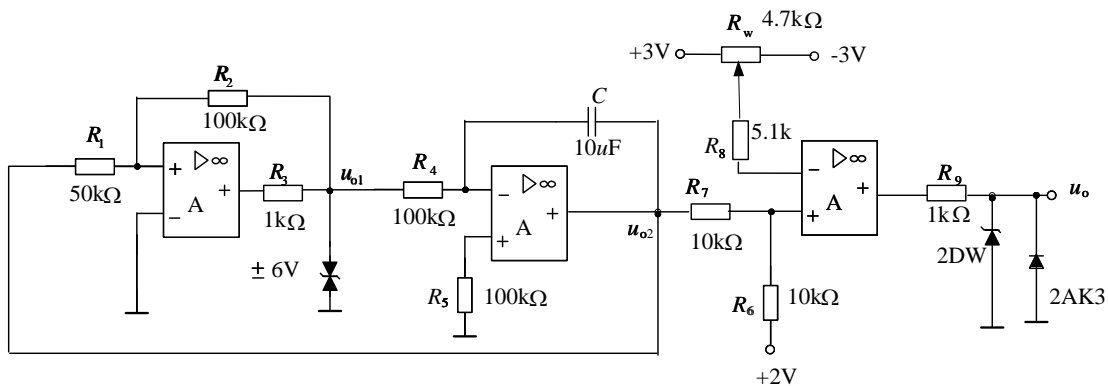 R_w 4.7kΩ
+3V
-3V
R_2
100kΩ
C
10uF
R_8
5.1k
R_1
50kΩ
+
−
▷∞
A
+
R_3
1kΩ
u_o1
R_4
100kΩ
−
+
▷∞
A
+
R_7
10kΩ
−
+
▷∞
A
+
R_9
1kΩ
u_o
u_o2
± 6V
R_5
100kΩ
R_6
10kΩ
+2V
2DW
2AK3